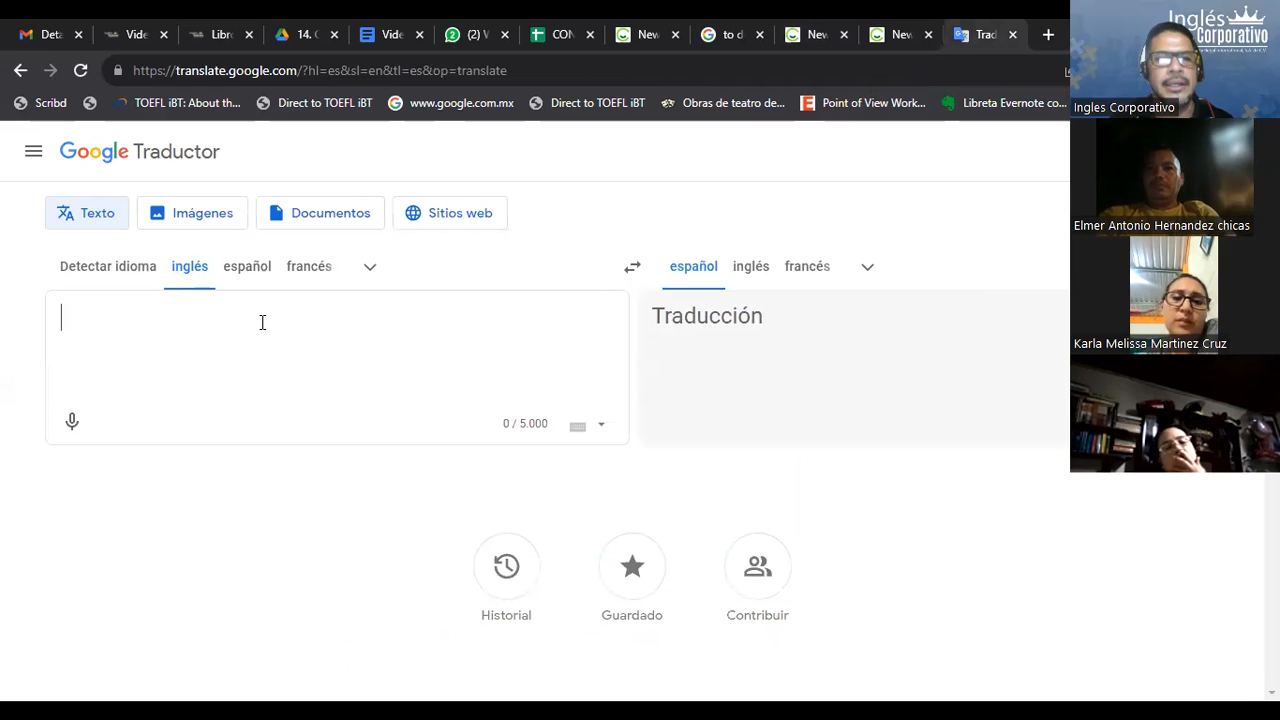 Deta
Vide
Libre
14. C
Vide
(2) V
CON
New
to d
New
New
Trad
https://translate.google.com/?hl=es&sl=en&tl=es&op=translate
Scribd
TOEFL iBT: About th...
Direct to TOEFL iBT
www.google.com.mx
Direct to TOEFL iBT
Obras de teatro de...
Point of View Work...
Libreta Evernote co...
Google Traductor
Texto
Imágenes
Documentos
Sitios web
Detectar idioma
inglés
español
francés
español
inglés
francés
Traducción
0 / 5.000
Historial
Guardado
Contribuir
Inglés
Corporativo
Ingles Corporativo
Elmer Antonio Hernandez chicas
Karla Melissa Martinez Cruz